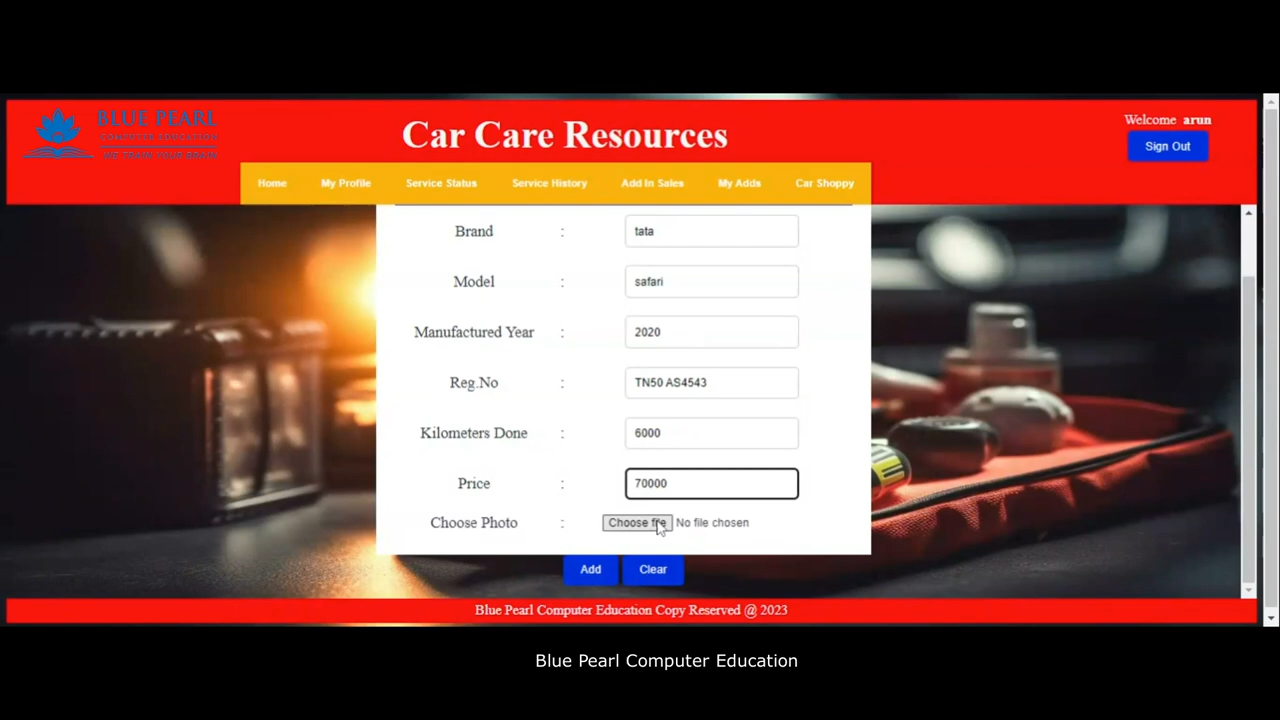 BLUE PEARL
COMPUTER EDUCATION
WE TRAIN YOUR BRAIN
Car Care Resources
Welcome arun
Sign Out
Home My Profile Service Status Service History Add In Sales My Adds Car Shoppy
Brand : tata
Model : safari
Manufactured Year : 2020
Reg.No : TN50 AS4543
Kilometers Done : 6000
Price : 70000
Choose Photo : Choose file No file chosen
Add Clear
Blue Pearl Computer Education Copy Reserved @ 2023
Blue Pearl Computer Education